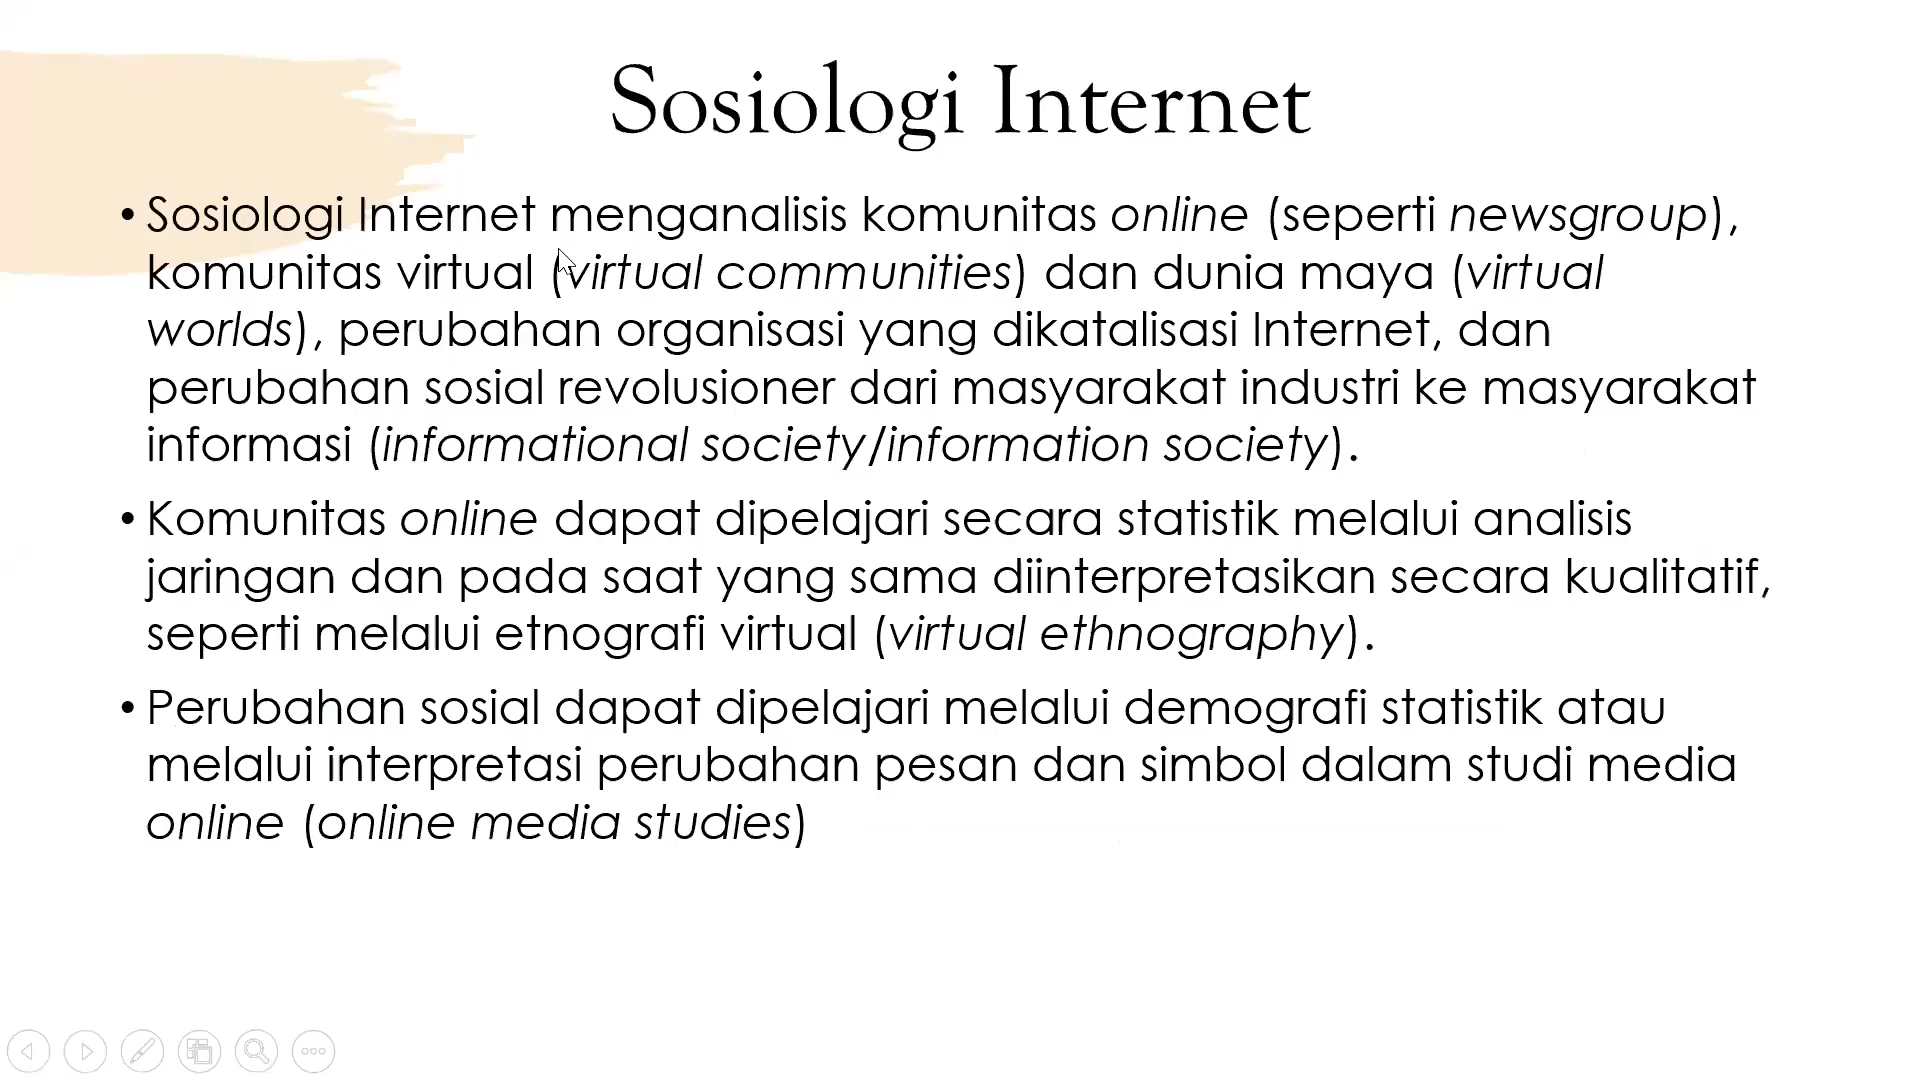 Sosiologi Internet
• Sosiologi Internet menganalisis komunitas online (seperti newsgroup),
komunitas virtual (virtual communities) dan dunia maya (virtual
worlds), perubahan organisasi yang dikatalisasi Internet, dan
perubahan sosial revolusioner dari masyarakat industri ke masyarakat
informasi (informational society/information society).
• Komunitas online dapat dipelajari secara statistik melalui analisis
jaringan dan pada saat yang sama diinterpretasikan secara kualitatif,
seperti melalui etnografi virtual (virtual ethnography).
• Perubahan sosial dapat dipelajari melalui demografi statistik atau
melalui interpretasi perubahan pesan dan simbol dalam studi media
online (online media studies)